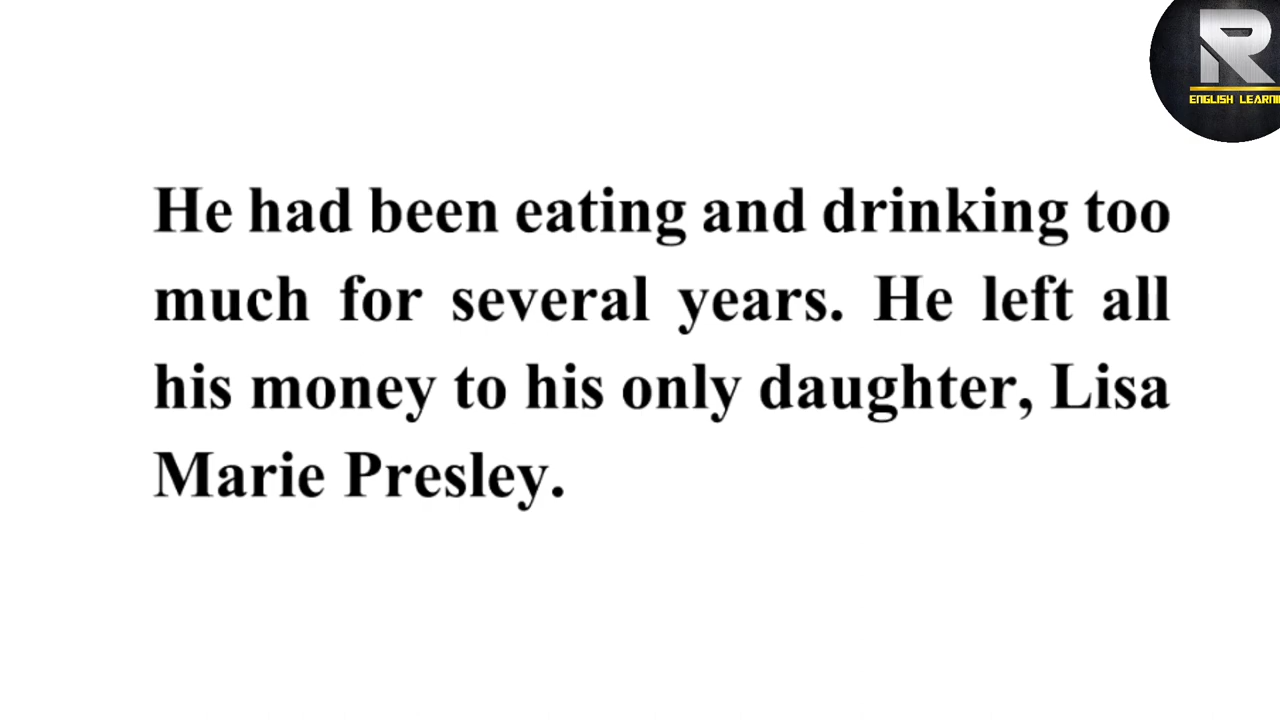 R
ENGLISH LEARNI
He had been eating and drinking too
much for several years. He left all
his money to his only daughter, Lisa
Marie Presley.